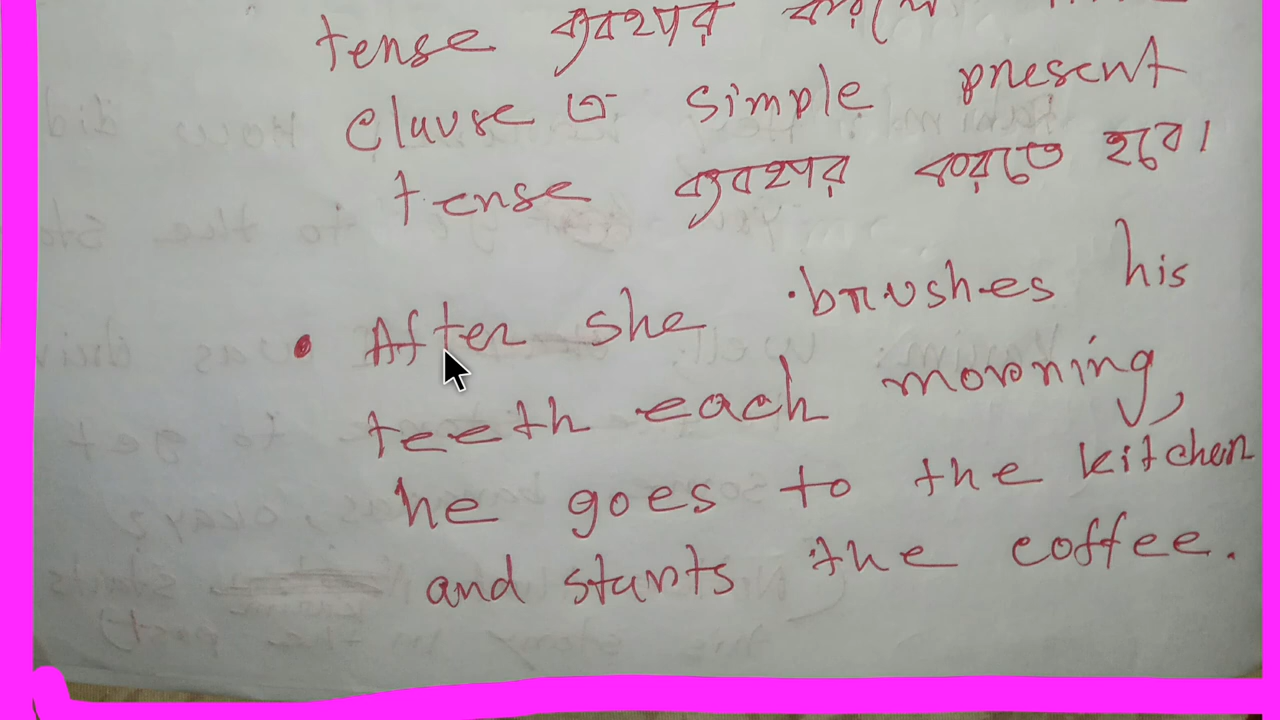 tense ব্যবহার করলে
clause এ simple present
tense ব্যবহার করতে হবে।
• After she brushes his
teeth each morning,
he goes to the kitchen
and starts the coffee.